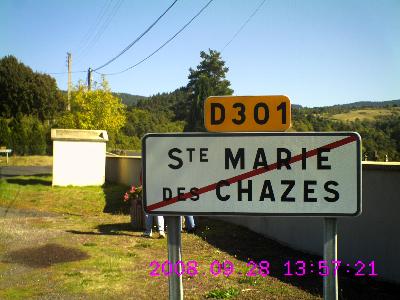 D301
STE MARIE
DES CHAZES
2008.09.28 13:57:21